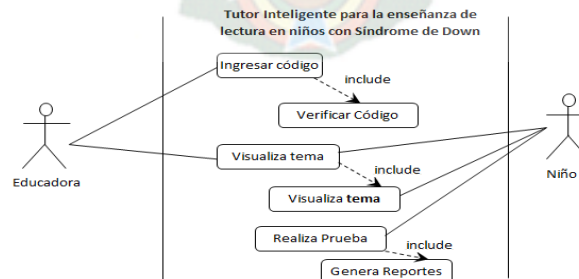 Tutor Inteligente para la enseñanza de
lectura en niños con Síndrome de Down
Ingresar código
include
Verificar Código
Visualiza tema
include
Visualiza tema
Educadora
Niño
Realiza Prueba
include
Genera Reportes